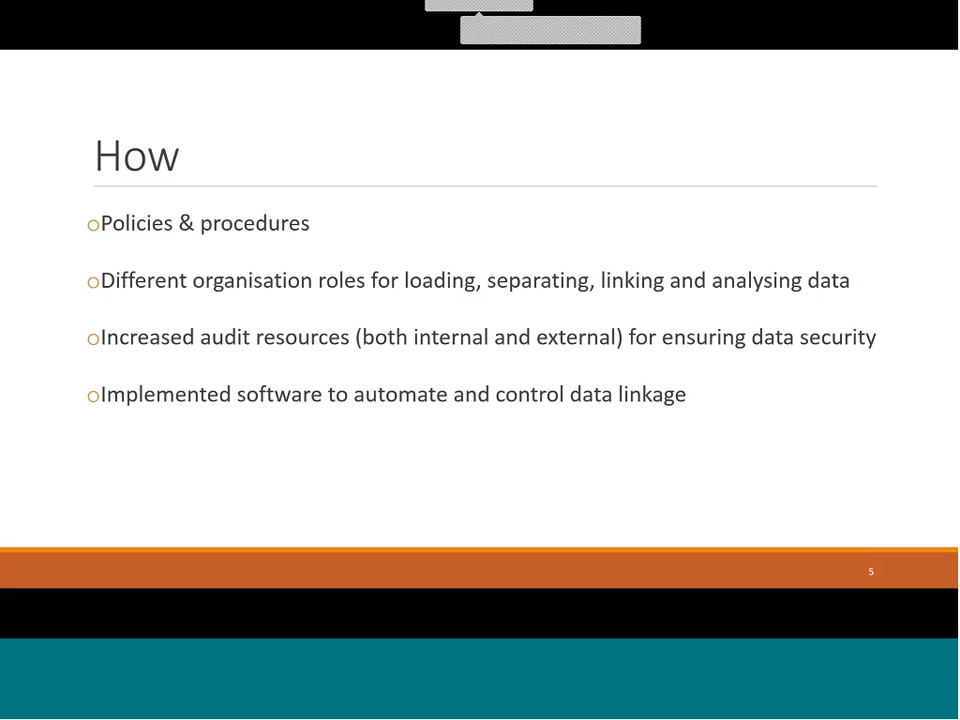 How
oPolicies & procedures
oDifferent organisation roles for loading, separating, linking and analysing data
oIncreased audit resources (both internal and external) for ensuring data security
oImplemented software to automate and control data linkage
5